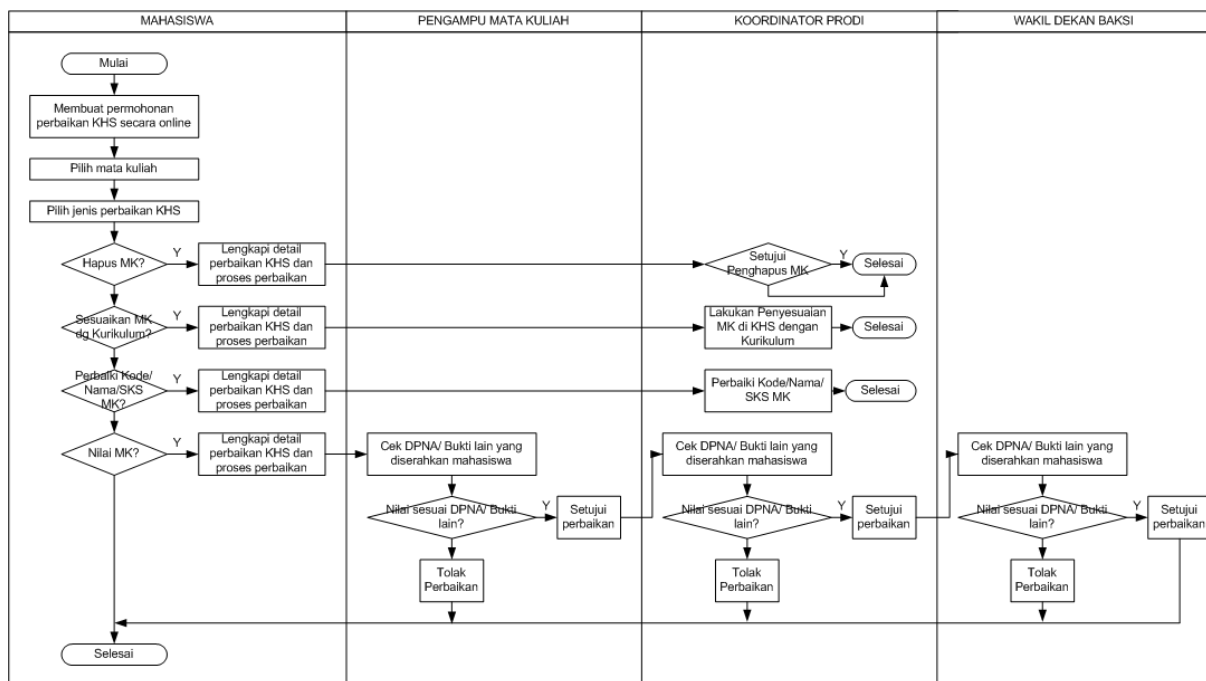 MAHASISWA
PENGAMPU MATA KULIAH
KOORDINATOR PRODI
WAKIL DEKAN BAKSI
Mulai
Membuat permohonan
perbaikan KHS secara online
Pilih mata kuliah
Pilih jenis perbaikan KHS
Hapus MK?
Y
Lengkapi detail
perbaikan KHS dan
proses perbaikan
Setujui
Penghapus MK
Y
Selesai
Sesuaikan MK
dg Kurikulum?
Y
Lengkapi detail
perbaikan KHS dan
proses perbaikan
Lakukan Penyesuaian
MK di KHS dengan
Kurikulum
Selesai
Perbaiki Kode/
Nama/SKS
MK?
Y
Lengkapi detail
perbaikan KHS dan
proses perbaikan
Perbaiki Kode/Nama/
SKS MK
Selesai
Nilai MK?
Y
Lengkapi detail
perbaikan KHS dan
proses perbaikan
Cek DPNA/ Bukti lain yang
diserahkan mahasiswa
Nilai sesuai DPNA/ Bukti
lain?
Y
Setujui
perbaikan
Tolak
Perbaikan
Cek DPNA/ Bukti lain yang
diserahkan mahasiswa
Nilai sesuai DPNA/ Bukti
lain?
Y
Setujui
perbaikan
Tolak
Perbaikan
Cek DPNA/ Bukti lain yang
diserahkan mahasiswa
Nilai sesuai DPNA/ Bukti
lain?
Y
Setujui
perbaikan
Tolak
Perbaikan
Selesai